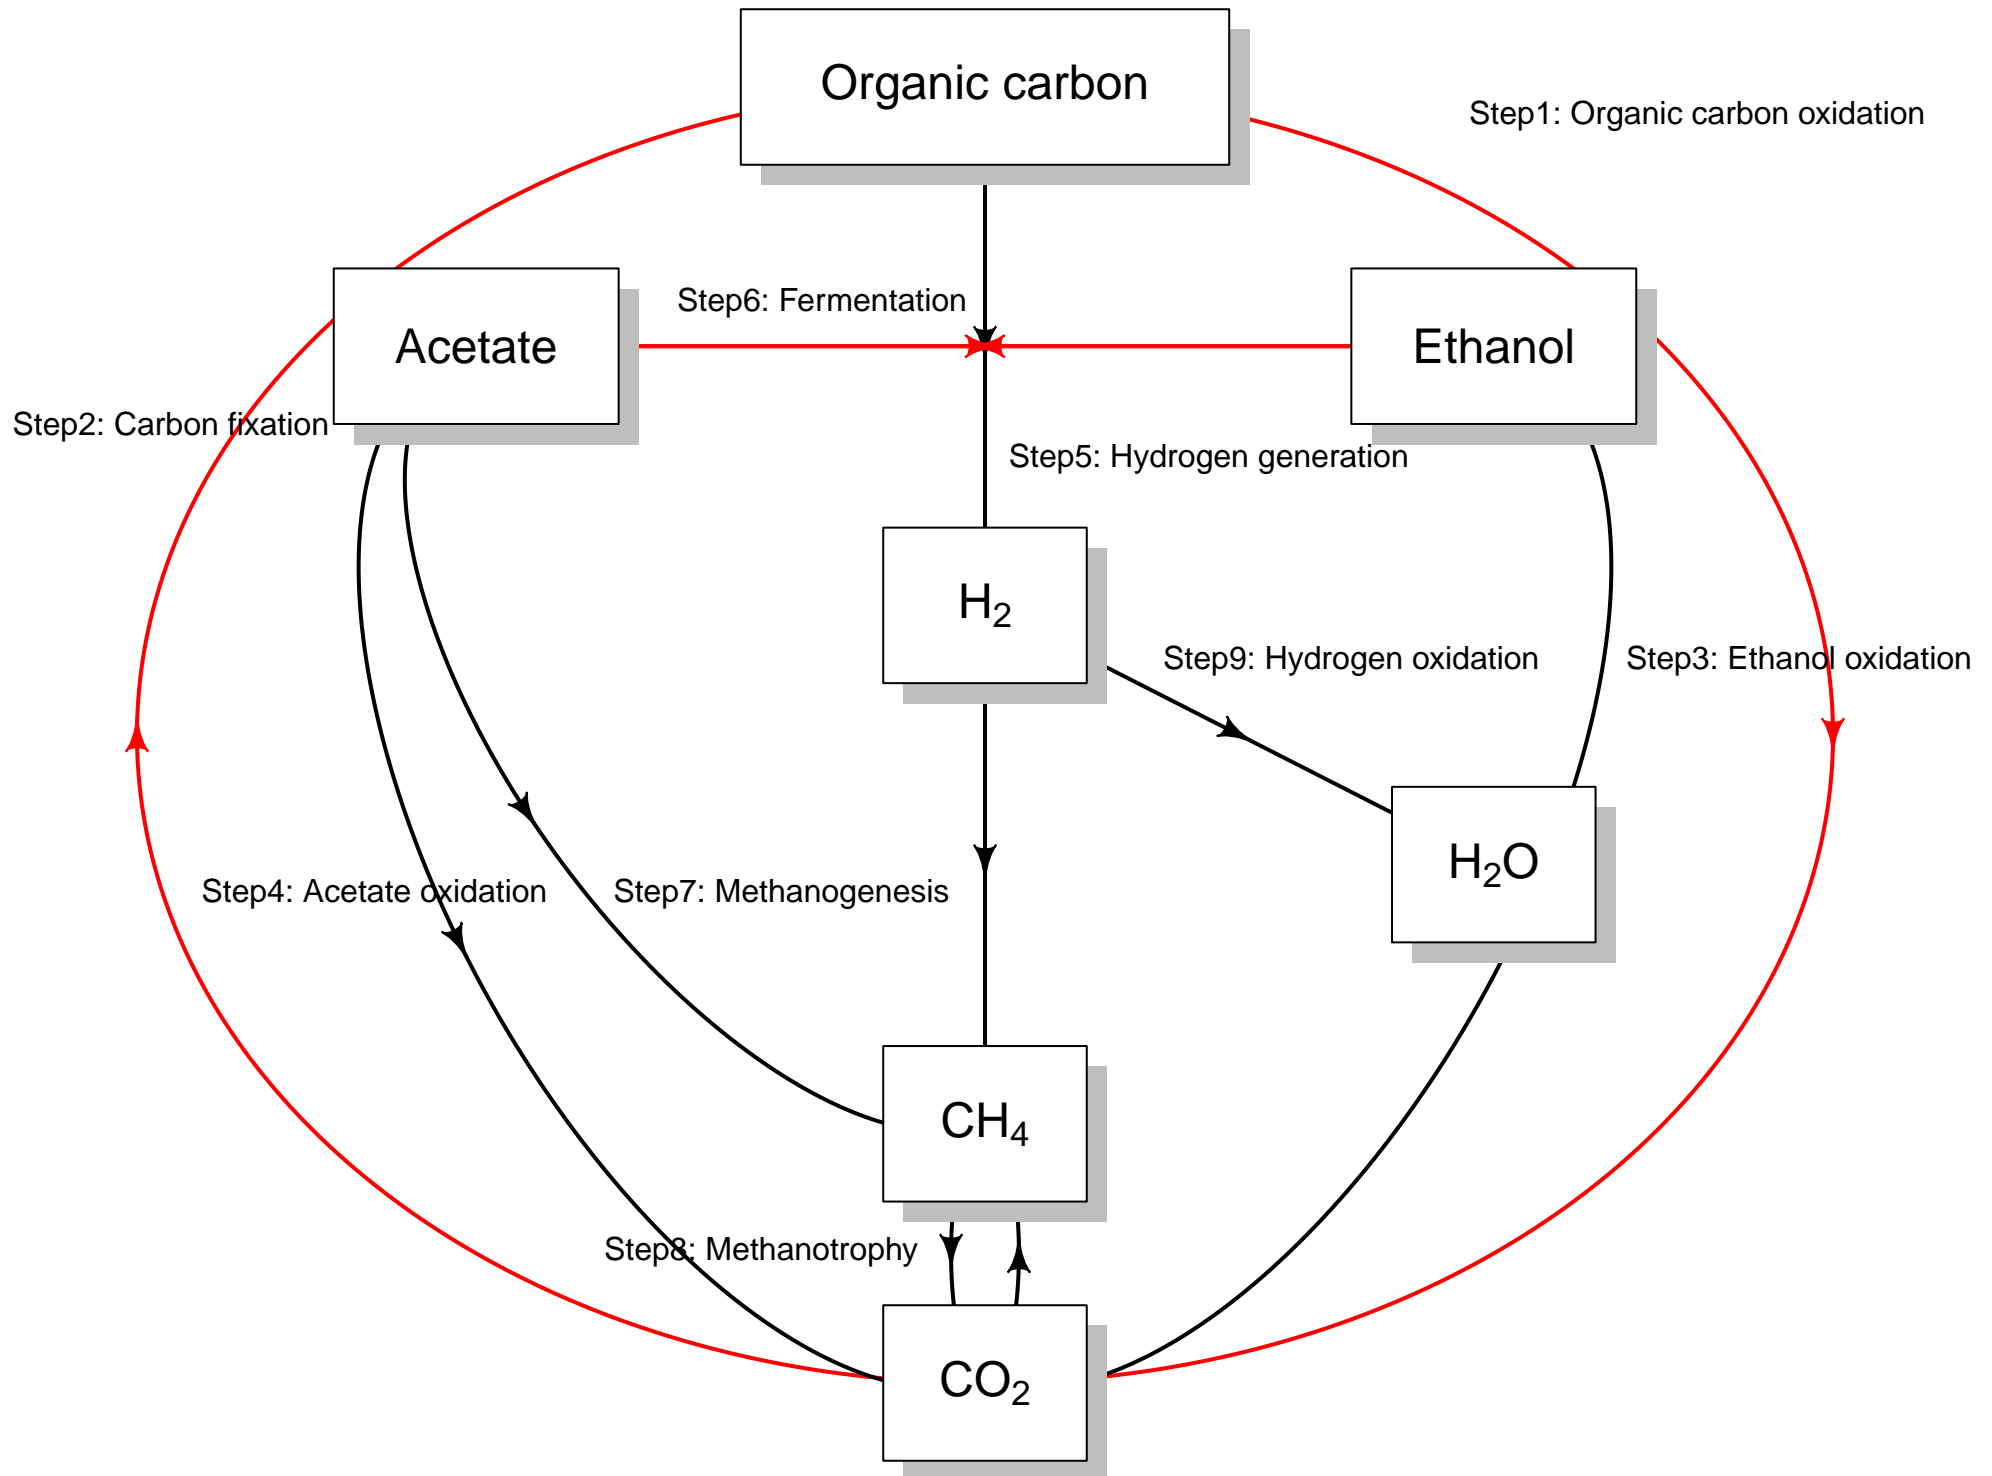 Organic carbon
Step1: Organic carbon oxidation
Step6: Fermentation
Acetate
Ethanol
Step2: Carbon fixation
Step5: Hydrogen generation
H₂
Step9: Hydrogen oxidation
Step3: Ethanol oxidation
H₂O
Step4: Acetate oxidation
Step7: Methanogenesis
CH₄
Step8: Methanotrophy
CO₂